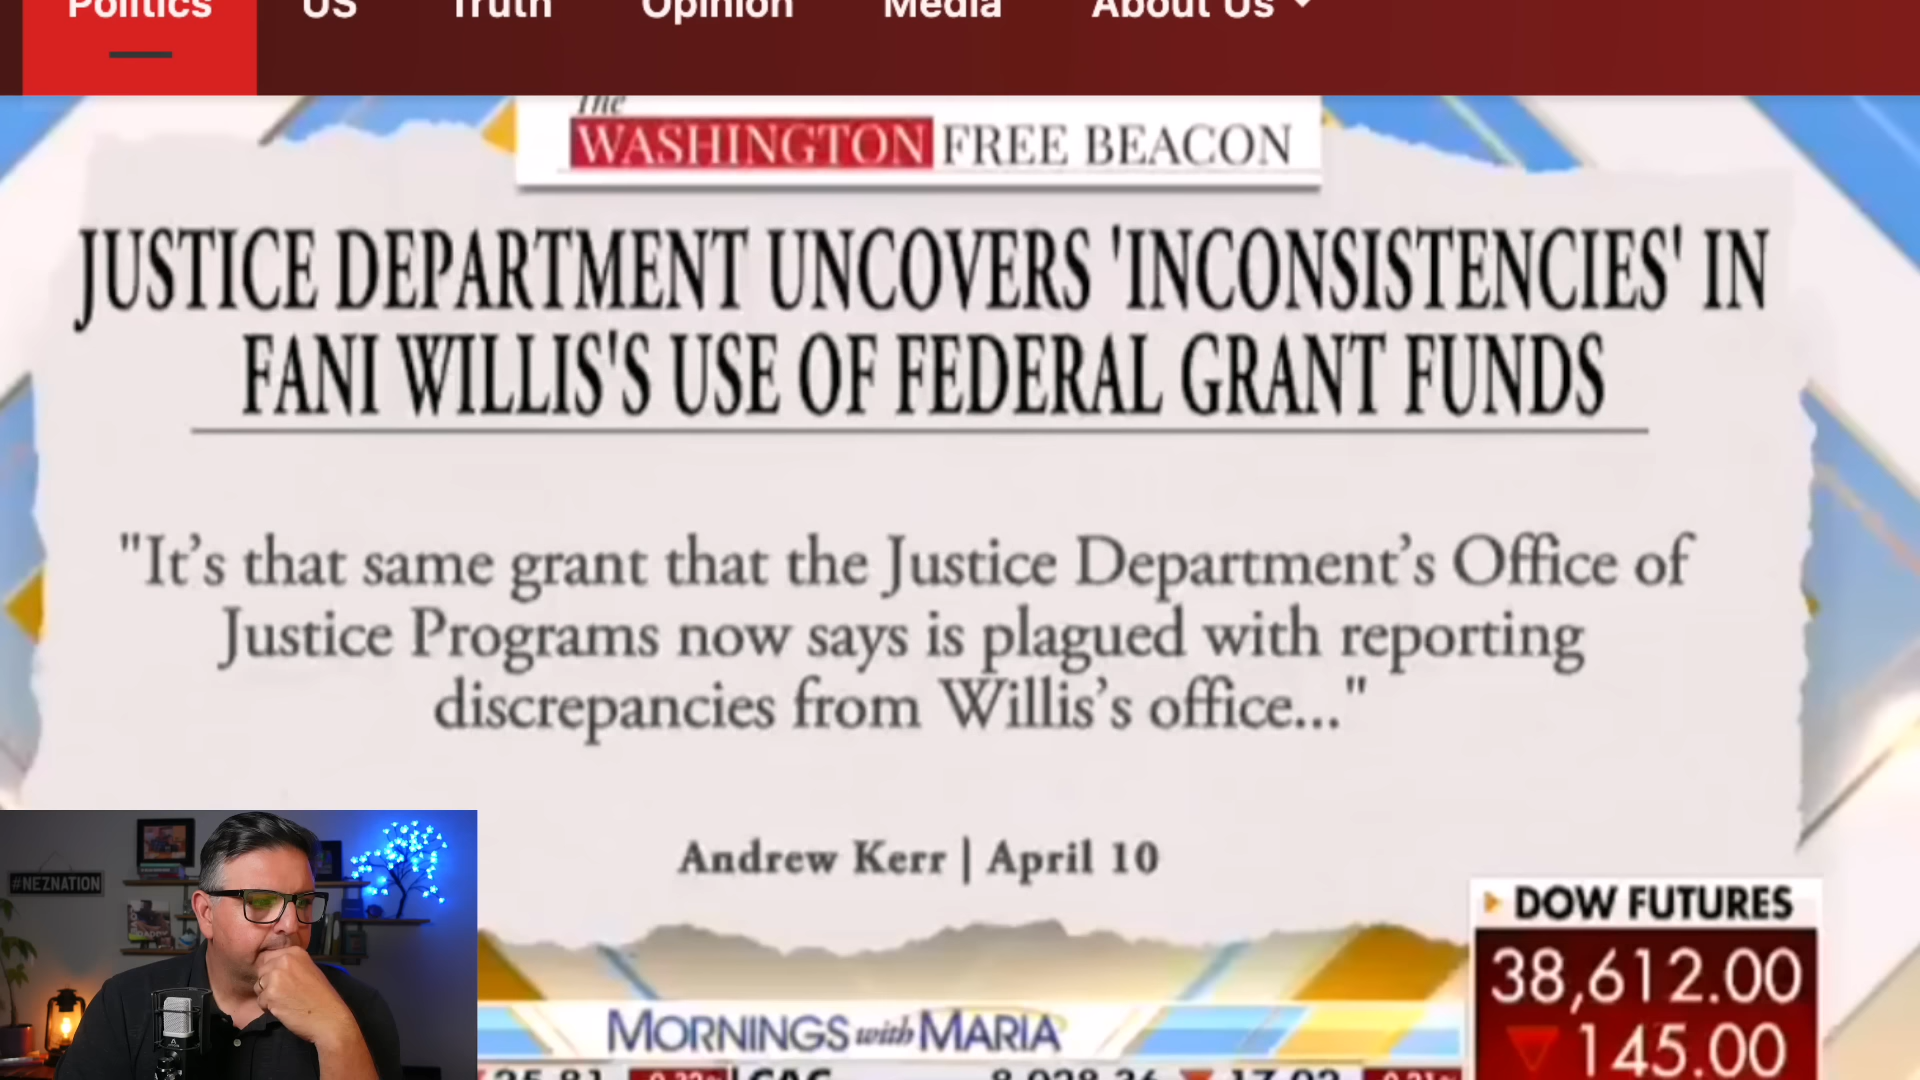 Politics US Truth Opinion Media About Us
The
WASHINGTON FREE BEACON
JUSTICE DEPARTMENT UNCOVERS 'INCONSISTENCIES' IN
FANI WILLIS'S USE OF FEDERAL GRANT FUNDS
"It's that same grant that the Justice Department's Office of
Justice Programs now says is plagued with reporting
discrepancies from Willis's office..."
Andrew Kerr | April 10
#NEZNATION
DOW FUTURES
38,612.00
145.00
MORNINGS with MARIA
CAC